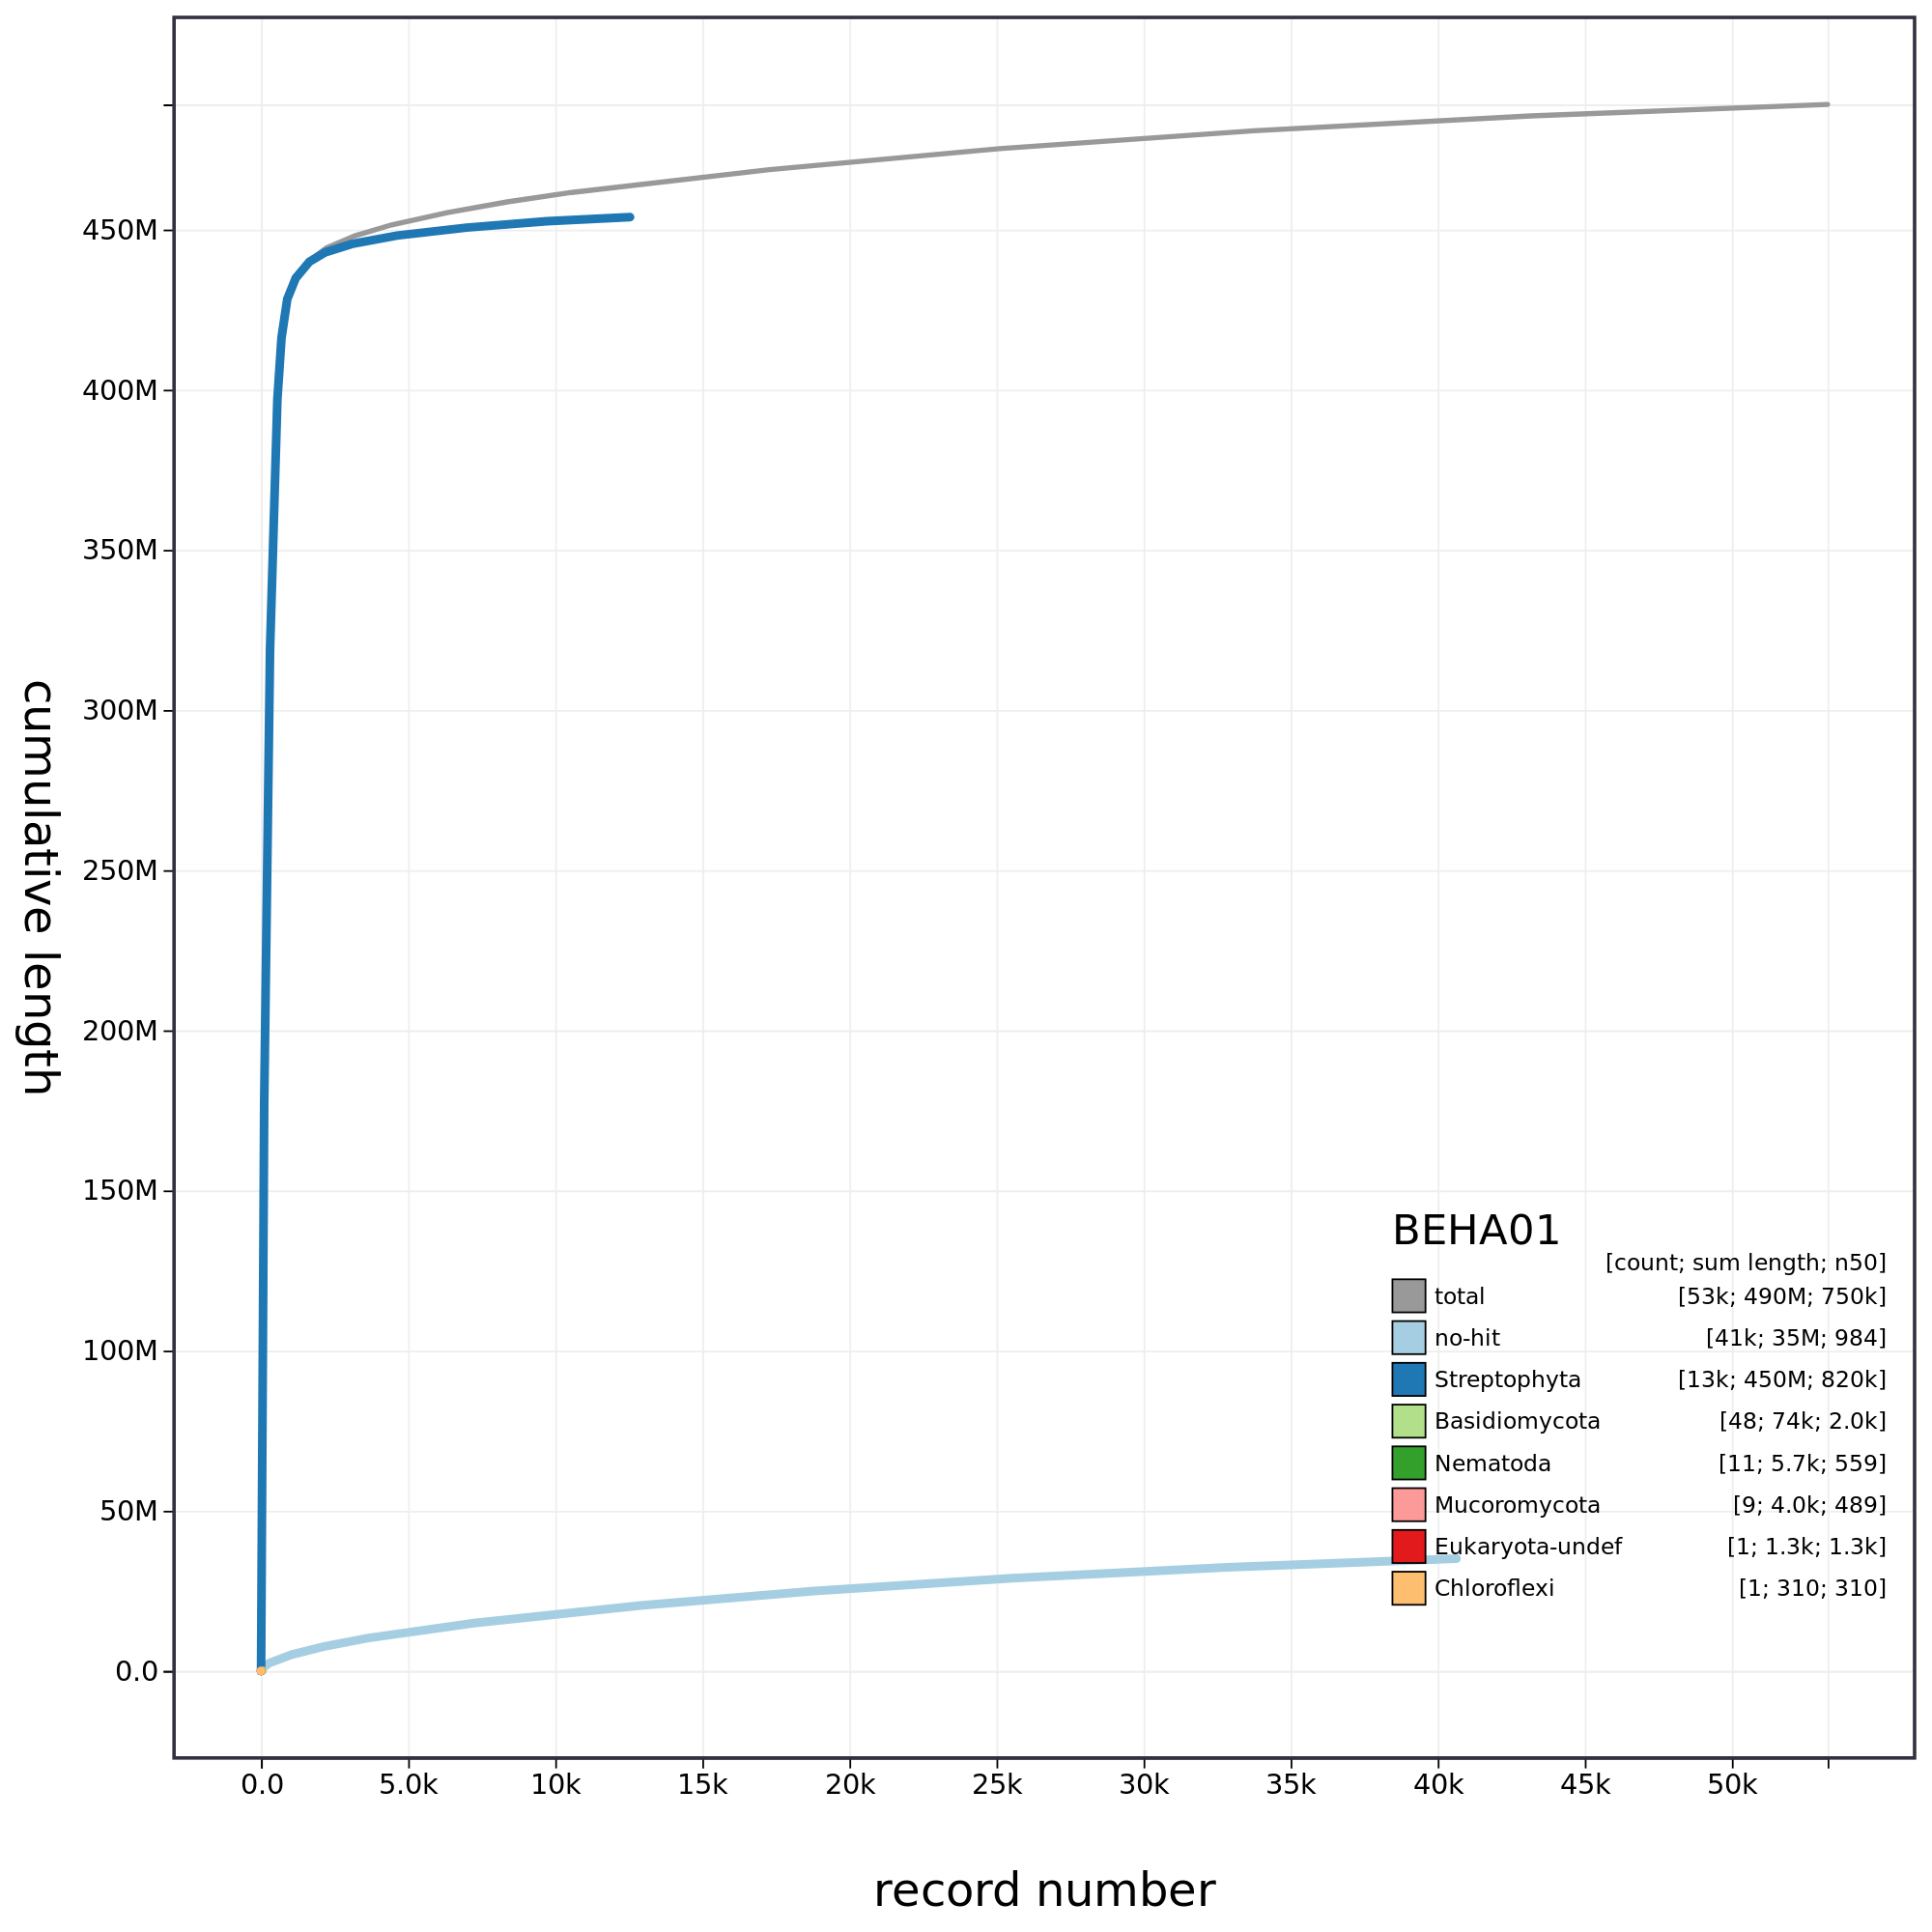 cumulative length
450M
400M
350M
300M
250M
200M
150M
100M
50M
0.0
0.0 5.0k 10k 15k 20k 25k 30k 35k 40k 45k 50k
record number
BEHA01
[count; sum length; n50]
total [53k; 490M; 750k]
no-hit [41k; 35M; 984]
Streptophyta [13k; 450M; 820k]
Basidiomycota [48; 74k; 2.0k]
Nematoda [11; 5.7k; 559]
Mucoromycota [9; 4.0k; 489]
Eukaryota-undef [1; 1.3k; 1.3k]
Chloroflexi [1; 310; 310]